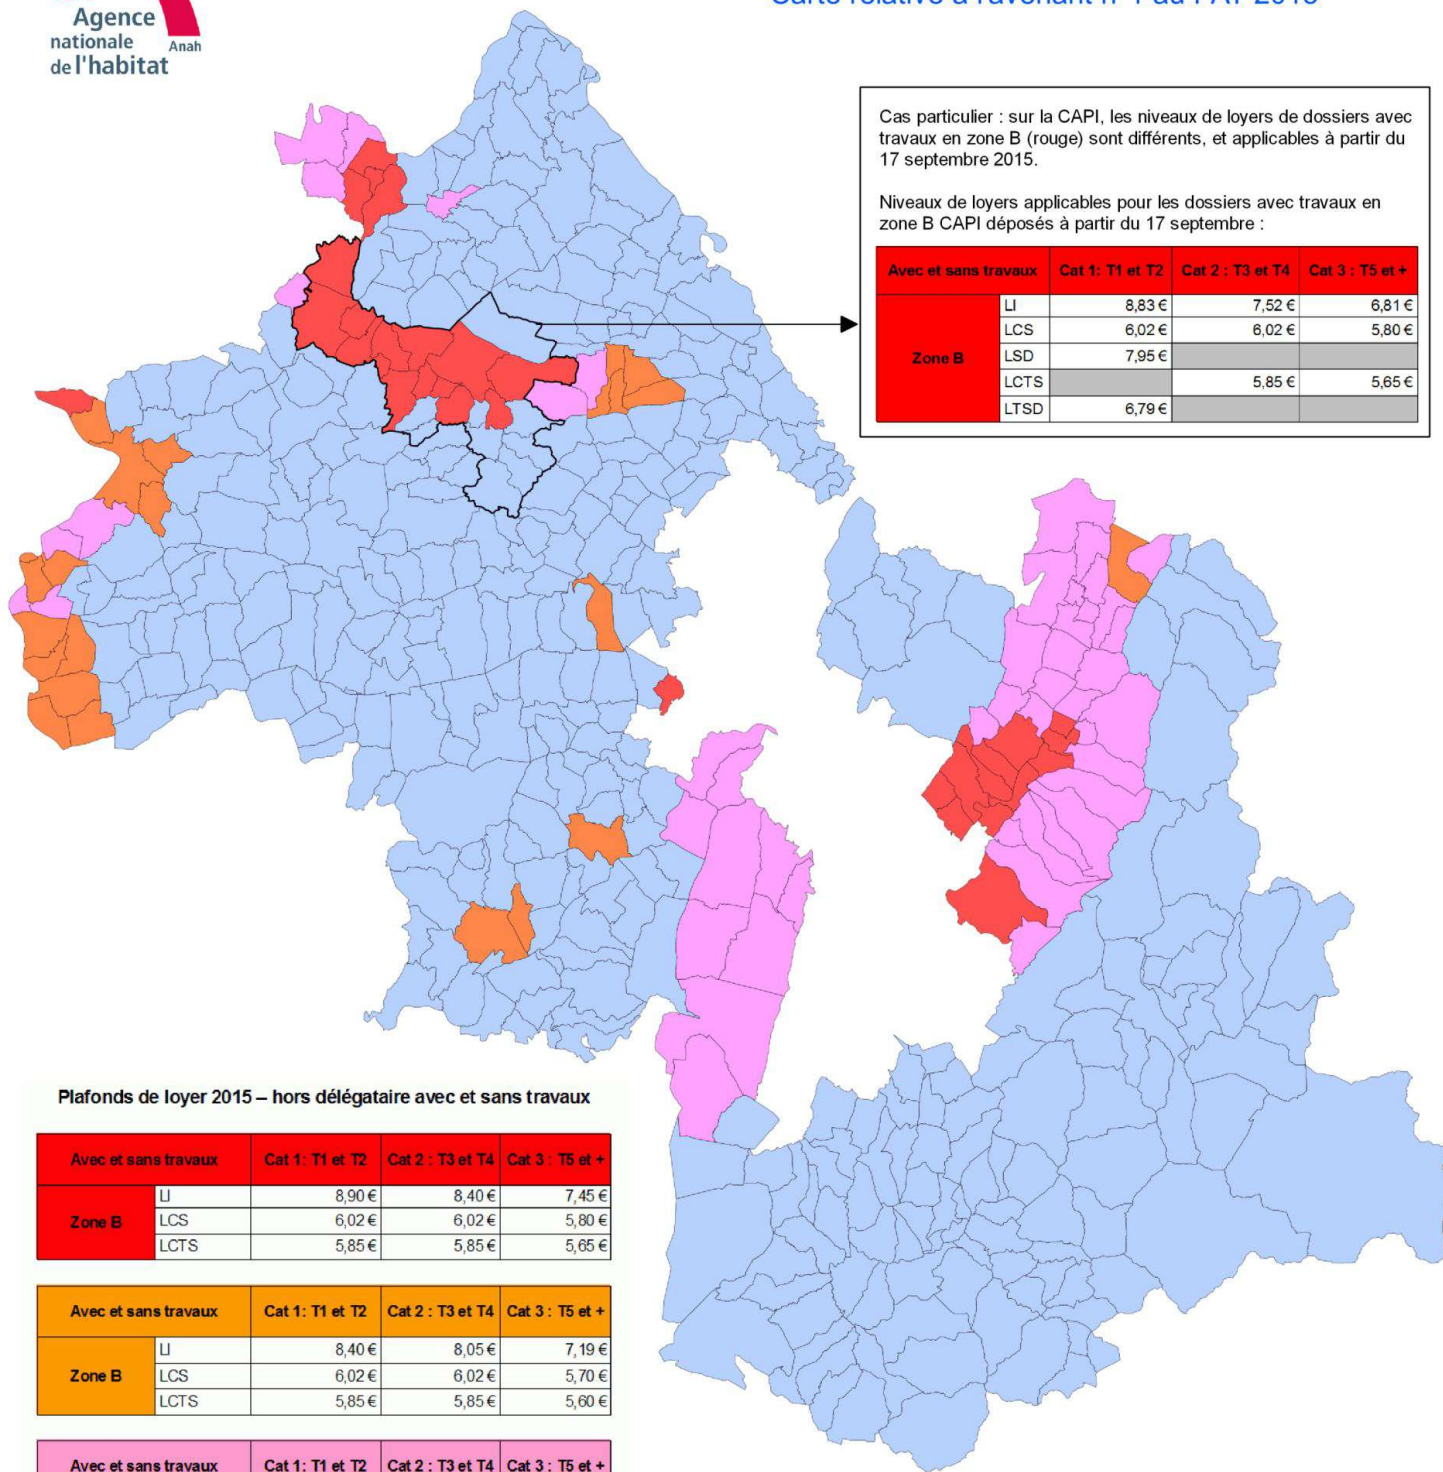 Agence
nationale
Anah
de l'habitat
Cas particulier : sur la CAPI, les niveaux de loyers de dossiers avec
travaux en zone B (rouge) sont différents, et applicables à partir du
17 septembre 2015.
Niveaux de loyers applicables pour les dossiers avec travaux en
zone B CAPI déposés à partir du 17 septembre :
Avec et sans travaux Cat 1: T1 et T2 Cat 2 : T3 et T4 Cat 3 : T5 et +
Zone B
LI 8,83 € 7,52 € 6,81 €
LCS 6,02 € 6,02 € 5,80 €
LSD 7,95 €
LCTS 5,85 € 5,65 €
LTSD 6,79 €
Plafonds de loyer 2015 – hors délégataire avec et sans travaux
Avec et sans travaux Cat 1: T1 et T2 Cat 2 : T3 et T4 Cat 3 : T5 et +
Zone B
LI 8,90 € 8,40 € 7,45 €
LCS 6,02 € 6,02 € 5,80 €
LCTS 5,85 € 5,85 € 5,65 €
Avec et sans travaux Cat 1: T1 et T2 Cat 2 : T3 et T4 Cat 3 : T5 et +
Zone B
LI 8,40 € 8,05 € 7,19 €
LCS 6,02 € 6,02 € 5,70 €
LCTS 5,85 € 5,85 € 5,60 €
Avec et sans travaux Cat 1: T1 et T2 Cat 2 : T3 et T4 Cat 3 : T5 et +